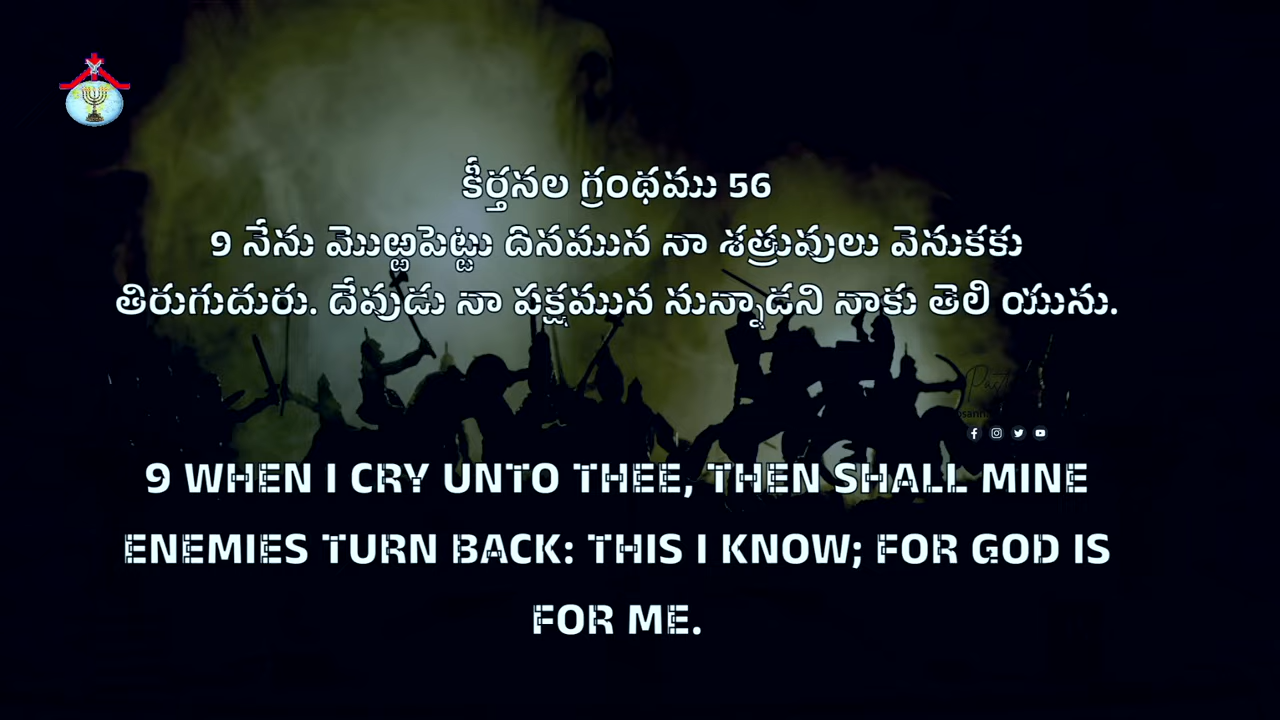 కీర్తనల గ్రంథము 56
9 నేను మొఱ్ఱపెట్టు దినమున నా శత్రువులు వెనుకకు
తిరుగుదురు. దేవుడు నా పక్షమున నున్నాడని నాకు తెలి యును.
9 WHEN I CRY UNTO THEE, THEN SHALL MINE
ENEMIES TURN BACK: THIS I KNOW; FOR GOD IS
FOR ME.